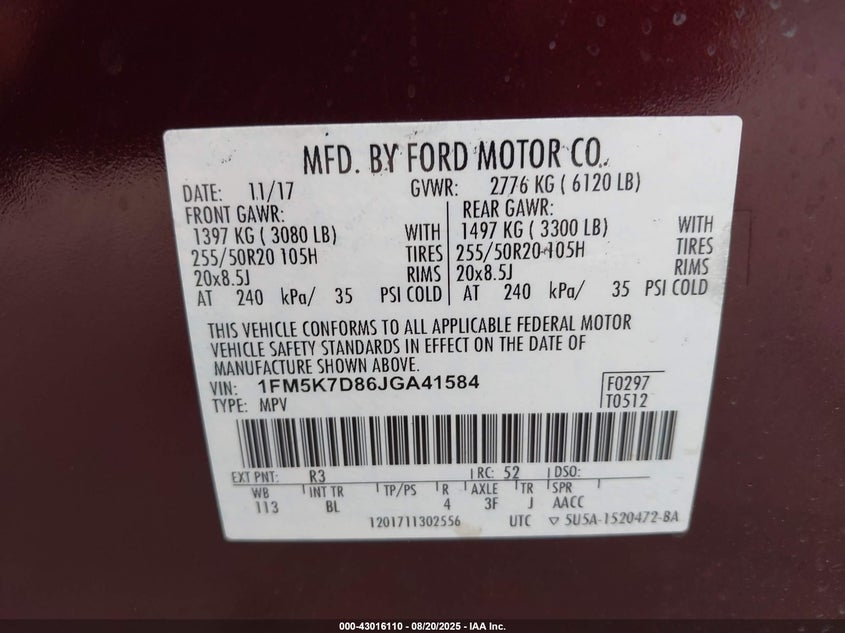 MFD. BY FORD MOTOR CO.
DATE: 11/17 GVWR: 2776 KG ( 6120 LB)
FRONT GAWR: REAR GAWR:
1397 KG ( 3080 LB) WITH 1497 KG ( 3300 LB) WITH
255/50R20 105H TIRES 255/50R20 105H TIRES
20x8.5J RIMS 20x8.5J RIMS
AT 240 kPa/ 35 PSI COLD AT 240 kPa/ 35 PSI COLD
THIS VEHICLE CONFORMS TO ALL APPLICABLE FEDERAL MOTOR
VEHICLE SAFETY STANDARDS IN EFFECT ON THE DATE OF
MANUFACTURE SHOWN ABOVE.
VIN: 1FM5K7D86JGA41584 F0297
TYPE: MPV T0512
EXT PNT: R3 RC: 52 DSO:
WB INT TR TP/PS R AXLE TR SPR
113 BL 4 3F J AACC
1201711302556 UTC ▽ 5U5A-1520472-BA
000-43016110 - 08/20/2025 - IAA Inc.